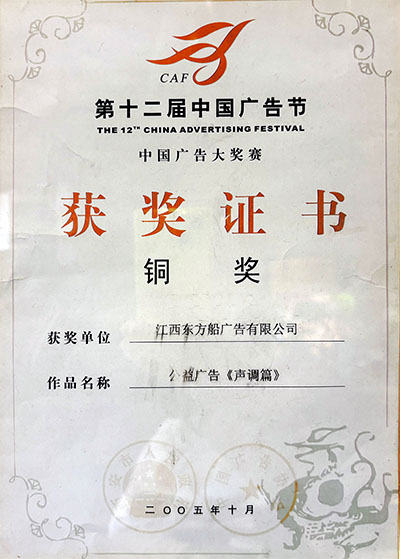 CAF
第十二届中国广告节
THE 12TH CHINA ADVERTISING FESTIVAL
中国广告大奖赛
获奖证书
铜奖
获奖单位 江西东方船广告有限公司
作品名称 公益广告《声调篇》
二〇〇五年十月